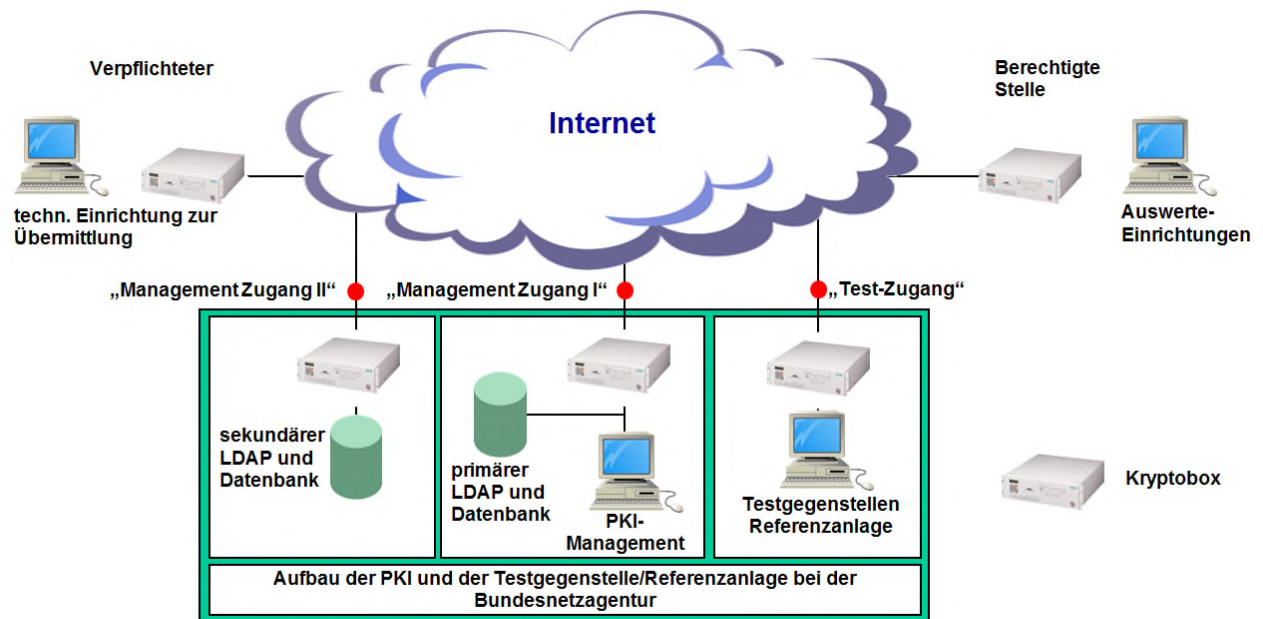 Verpflichteter
Berechtigte
Stelle
Internet
techn. Einrichtung zur
Übermittlung
Auswerte-
Einrichtungen
„Management Zugang II“
„Management Zugang I“
„Test-Zugang“
sekundärer
LDAP und
Datenbank
primärer
LDAP und
Datenbank
PKI-
Management
Testgegenstellen
Referenzanlage
Kryptobox
Aufbau der PKI und der Testgegenstelle/Referenzanlage bei der
Bundesnetzagentur